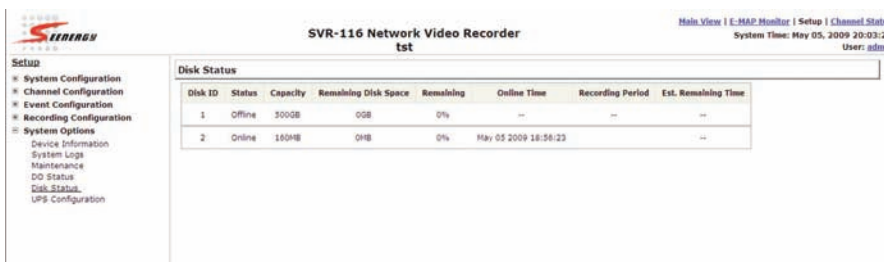 SEENERGY
SVR-116 Network Video Recorder
tst
Main View | E-MAP Monitor | Setup | Channel Stat
System Time: May 05, 2009 20:03:2
User: adm
Setup
System Configuration
Channel Configuration
Event Configuration
Recording Configuration
System Options
Device Information
System Logs
Maintenance
DO Status
Disk Status
UPS Configuration
Disk Status
Disk ID Status Capacity Remaining Disk Space Remaining Online Time Recording Period Est. Remaining Time
1 Offline 500GB 0GB 0% -- -- --
2 Online 160MB 0MB 0% May 05 2009 18:56:23 --